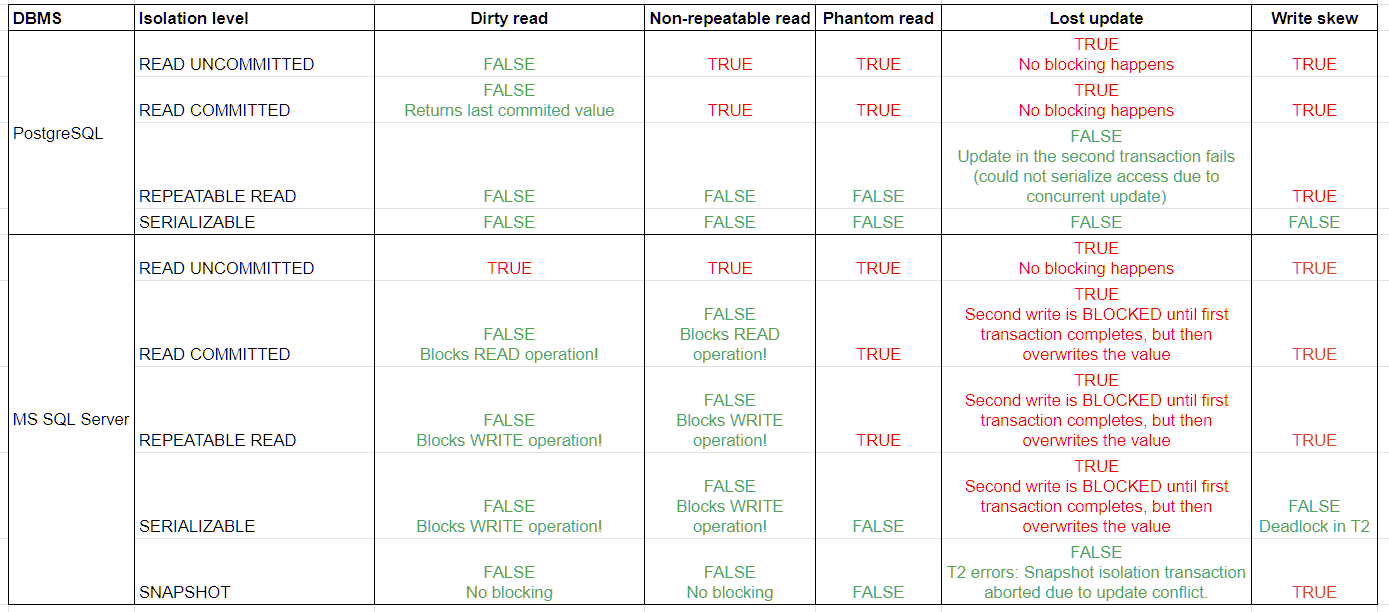 DBMS Isolation level Dirty read Non-repeatable read Phantom read Lost update Write skew
PostgreSQL
READ UNCOMMITTED FALSE TRUE TRUE TRUE
No blocking happens TRUE
READ COMMITTED FALSE
Returns last commited value TRUE TRUE TRUE
No blocking happens TRUE
REPEATABLE READ FALSE FALSE FALSE FALSE
Update in the second transaction fails
(could not serialize access due to
concurrent update) TRUE
SERIALIZABLE FALSE FALSE FALSE FALSE FALSE
MS SQL Server
READ UNCOMMITTED TRUE TRUE TRUE TRUE
No blocking happens TRUE
READ COMMITTED FALSE
Blocks READ operation! FALSE
Blocks READ
operation! TRUE TRUE
Second write is BLOCKED until first
transaction completes, but then
overwrites the value TRUE
REPEATABLE READ FALSE
Blocks WRITE operation! FALSE
Blocks WRITE
operation! TRUE TRUE
Second write is BLOCKED until first
transaction completes, but then
overwrites the value TRUE
SERIALIZABLE FALSE
Blocks WRITE operation! FALSE
Blocks WRITE
operation! FALSE TRUE
Second write is BLOCKED until first
transaction completes, but then
overwrites the value FALSE
Deadlock in T2
SNAPSHOT FALSE
No blocking FALSE
No blocking FALSE FALSE
T2 errors: Snapshot isolation transaction
aborted due to update conflict. TRUE